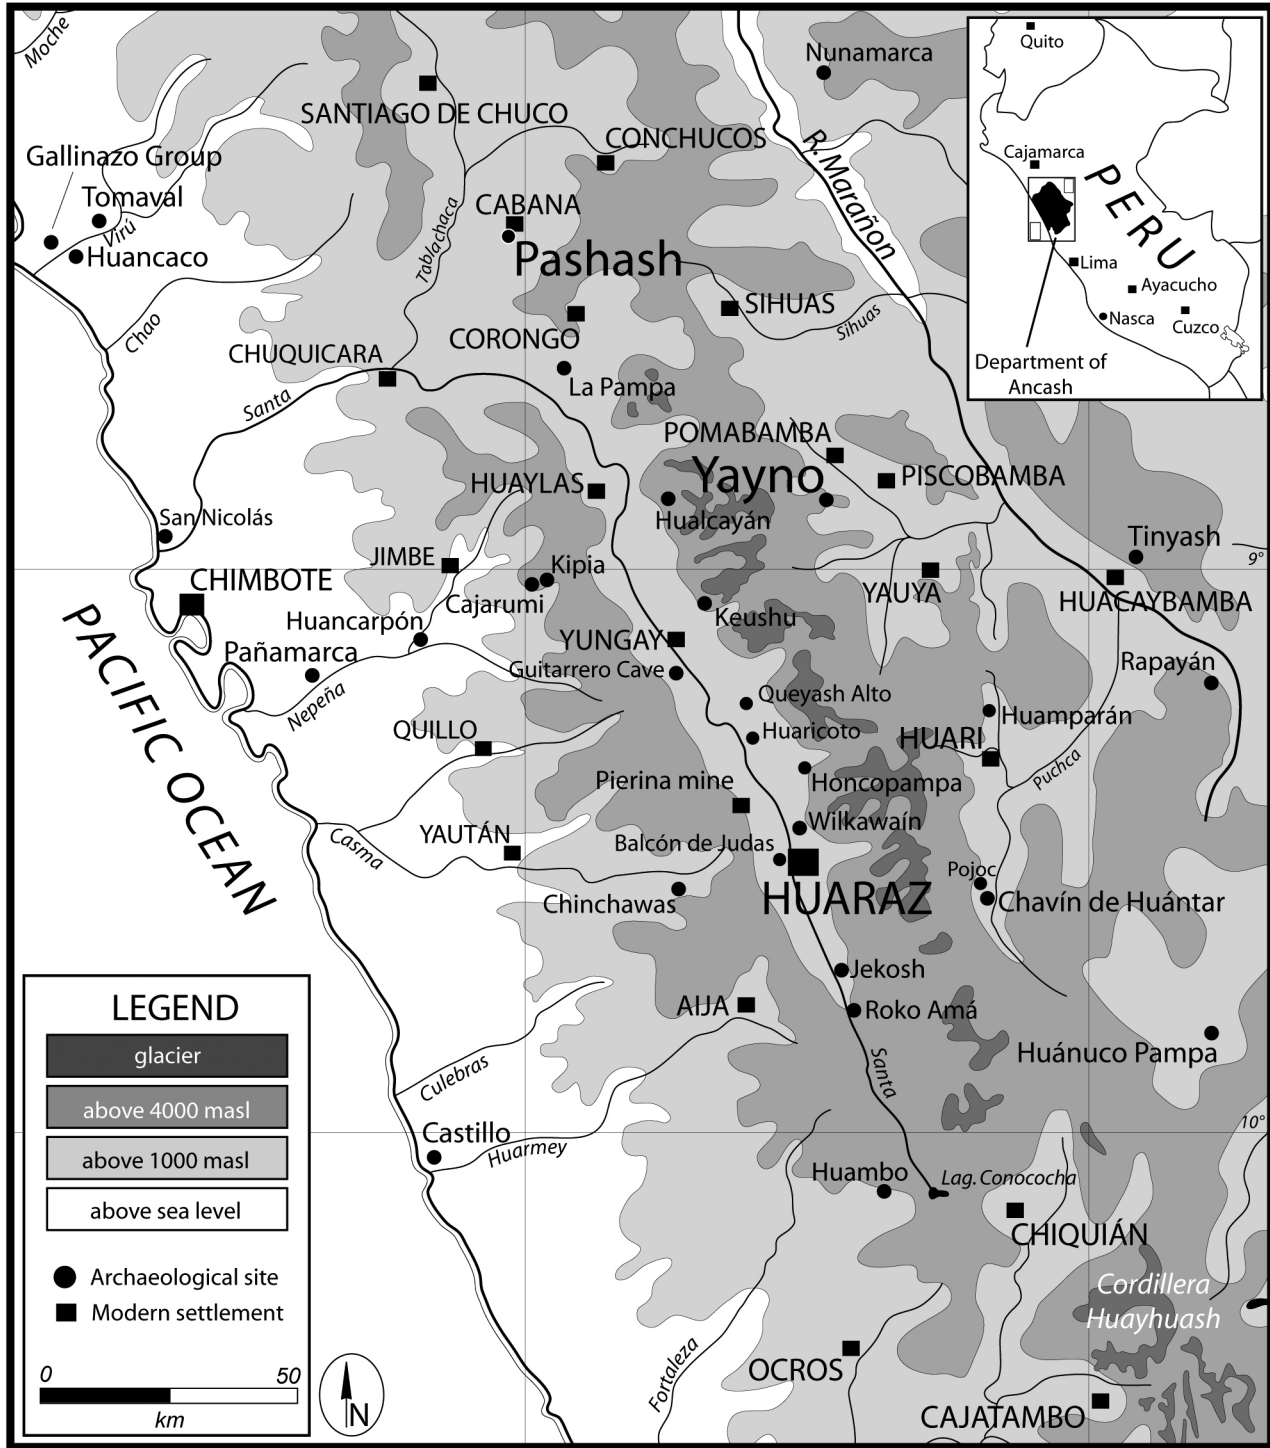 Moche
Nunamarca
Quito
SANTIAGO DE CHUCO
CONCHUCOS
R. Marañon
Gallinazo Group
Cajamarca
PERU
Tomaval
CABANA
Tablachaca
Virú
Huancaco
Pashash
Lima
Ayacucho
SIHUAS
Sihuas
Nasca
Cuzco
Chao
CORONGO
CHUQUICARA
Department of
Ancash
La Pampa
Santa
POMABAMBA
Yayno
PISCOBAMBA
HUAYLAS
Hualcayán
San Nicolás
Tinyash
9°
JIMBE
Kipia
CHIMBOTE
Cajarumi
YAUYA
HUACAYBAMBA
Huancarpón
Keushu
YUNGAY
Pañamarca
Guitarrero Cave
Rapayán
PACIFIC OCEAN
Nepeña
Queyash Alto
Huamparán
QUILLO
Huaricoto
HUARI
Puchca
Pierina mine
Honcopampa
Wilkawaín
Casma
YAUTÁN
Balcón de Judas
Pojoc
Chinchawas
HUARAZ
Chavín de Huántar
Jekosh
AIJA
Roko Amá
Huánuco Pampa
Culebras
Santa
10°
Castillo
Huarmey
Huambo
Lag. Conococha
CHIQUIÁN
Cordillera
Huayhuash
Fortaleza
OCROS
CAJATAMBO
LEGEND
glacier
above 4000 masl
above 1000 masl
above sea level
Archaeological site
Modern settlement
0 50
km
N